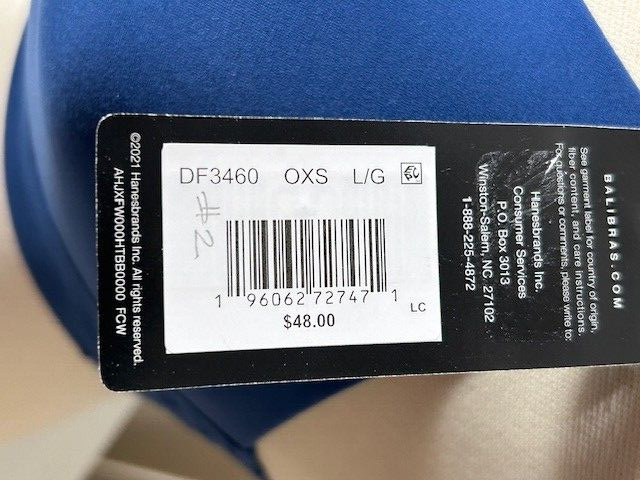 DF3460 OXS L/G
#2
1 96062 72747 1
$48.00
LC
©2021 Hanesbrands Inc. All rights reserved.
AHJXFW000HTBB0000 FCW
BALIBRAS.COM
See garment label for country of origin,
fiber content, and care instructions.
For questions or comments, please write to:
Hanesbrands Inc.
Consumer Services
P.O. Box 3013
Winston-Salem, NC 27102
1-888-225-4872